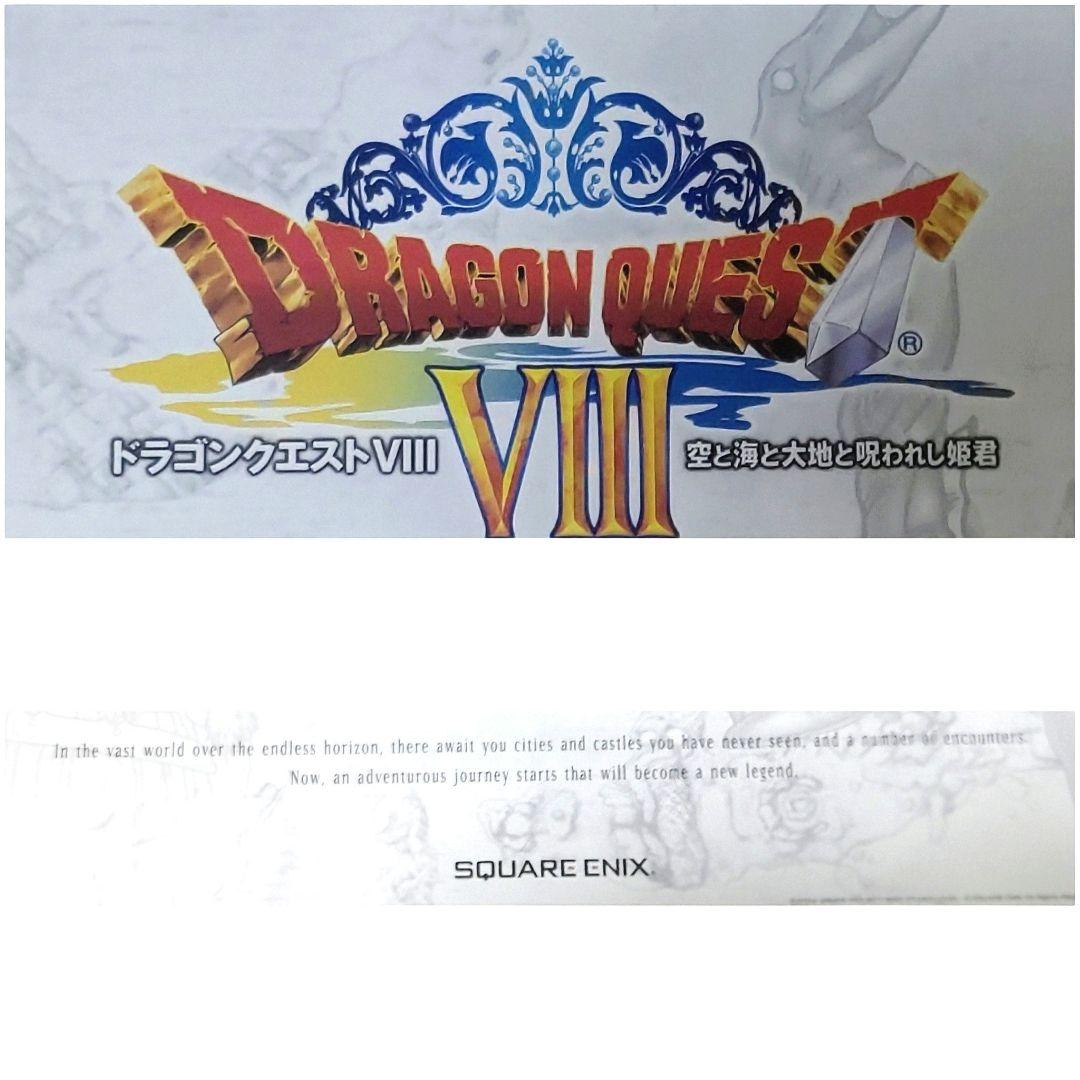 DRAGON QUEST
®
VIII
ドラゴンクエストVIII
空と海と大地と呪われし姫君
In the vast world over the endless horizon, there await you cities and castles you have never seen, and a number of encounters.
Now, an adventurous journey starts that will become a new legend.
SQUARE ENIX